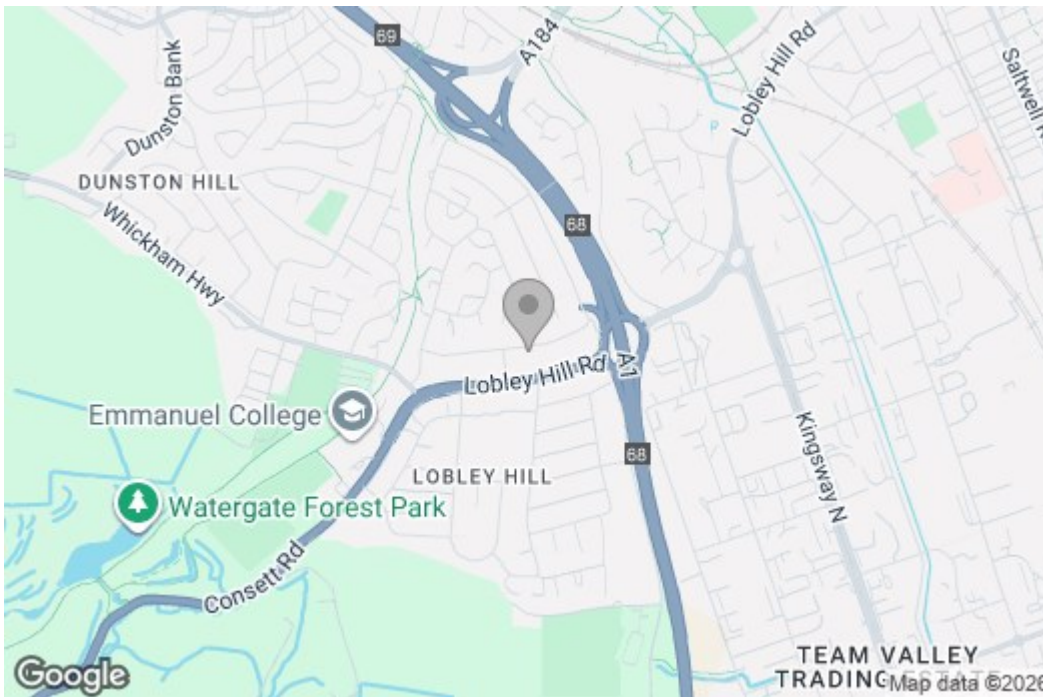 69
A184
Lobley Hill Rd
Saltwell R
Dunston Bank
DUNSTON HILL
Whickham Hwy
68
Lobley Hill Rd
A1
Emmanuel College
68
Kingsway N
LOBLEY HILL
Watergate Forest Park
Consett Rd
TEAM VALLEY
TRADING ESTATE
Google
Map data ©2026